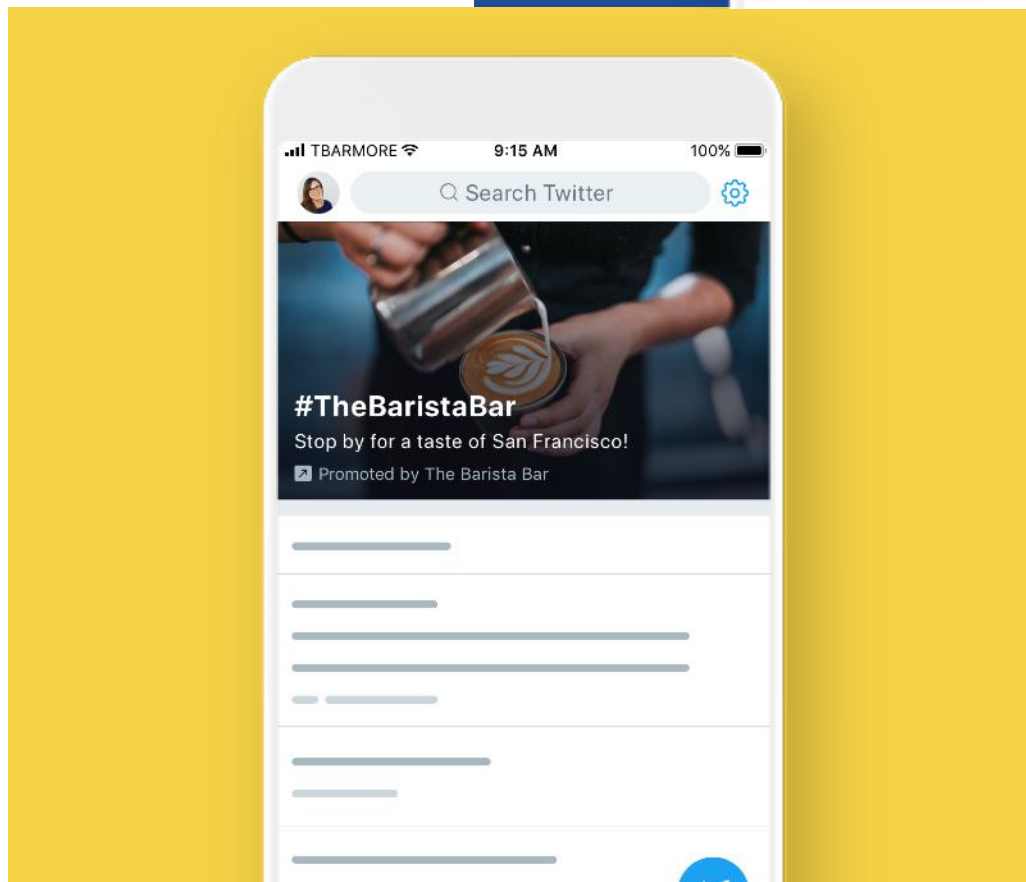 TBARMORE 9:15 AM 100%
Search Twitter
#TheBaristaBar
Stop by for a taste of San Francisco!
Promoted by The Barista Bar